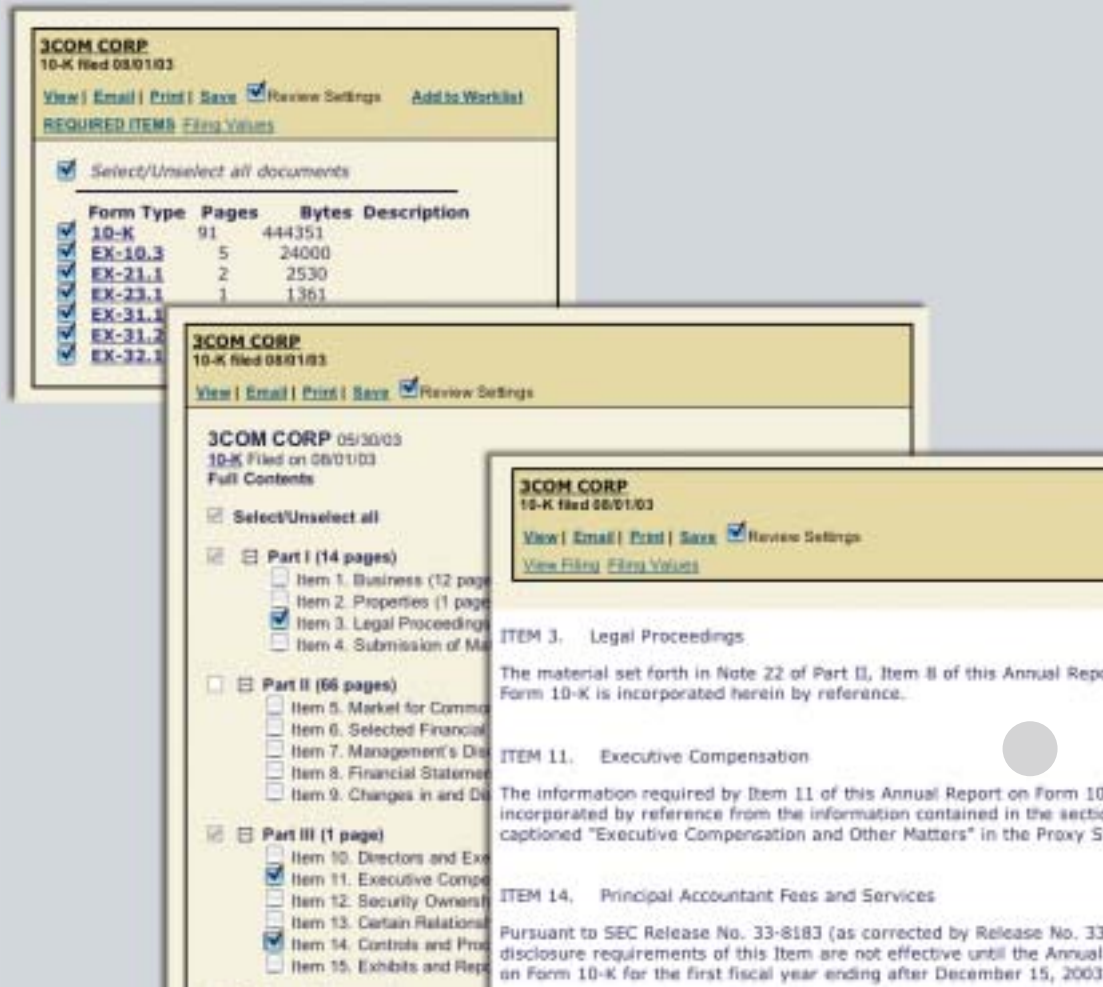 3COM CORP
10-K filed 08/01/03
View | Email | Print | Save Review Settings Add to Worklist
REQUIRED ITEMS Filing Values
Select/Unselect all documents
Form Type Pages Bytes Description
10-K 91 444351
EX-10.3 5 24000
EX-21.1 2 2530
EX-23.1 1 1361
EX-31.1
EX-31.2
EX-32.1
3COM CORP
10-K filed 08/01/03
View | Email | Print | Save Review Settings
3COM CORP 05/30/03
10-K Filed on 08/01/03
Full Contents
Select/Unselect all
Part I (14 pages)
Item 1. Business (12 page
Item 2. Properties (1 page
Item 3. Legal Proceedings
Item 4. Submission of Ma
Part II (66 pages)
Item 5. Market for Commo
Item 6. Selected Financial
Item 7. Management's Dis
Item 8. Financial Statemen
Item 9. Changes in and Di
Part III (1 page)
Item 10. Directors and Exe
Item 11. Executive Compe
Item 12. Security Ownersh
Item 13. Certain Relations
Item 14. Controls and Proc
Item 15. Exhibits and Repo
3COM CORP
10-K filed 08/01/03
View | Email | Print | Save Review Settings
View Filing Filing Values
ITEM 3. Legal Proceedings
The material set forth in Note 22 of Part II, Item 8 of this Annual Repo
Form 10-K is incorporated herein by reference.
ITEM 11. Executive Compensation
The information required by Item 11 of this Annual Report on Form 10
incorporated by reference from the information contained in the sectio
captioned "Executive Compensation and Other Matters" in the Proxy S
ITEM 14. Principal Accountant Fees and Services
Pursuant to SEC Release No. 33-8183 (as corrected by Release No. 33
disclosure requirements of this Item are not effective until the Annual
on Form 10-K for the first fiscal year ending after December 15, 2003